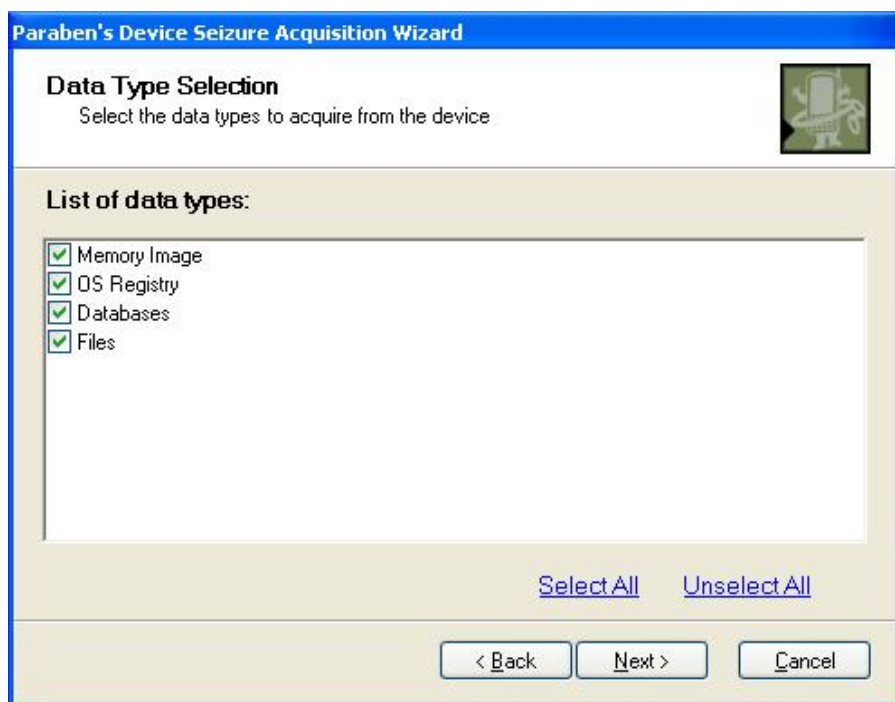 Paraben's Device Seizure Acquisition Wizard
Data Type Selection
Select the data types to acquire from the device
List of data types:
Memory Image
OS Registry
Databases
Files
Select All Unselect All
< Back Next > Cancel